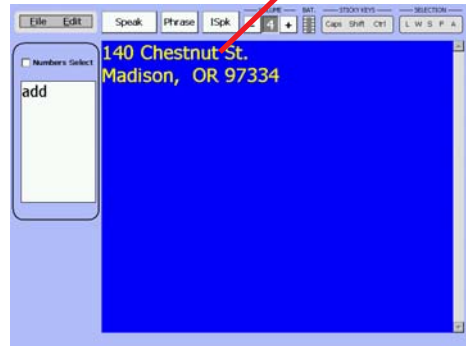 File Edit
Speak
Phrase
ISpk
- 4 +
BAT.
STICKY KEYS
Caps Shift Ctrl
SELECTION
L W S P A
Numbers Select
add
140 Chestnut St.
Madison, OR 97334